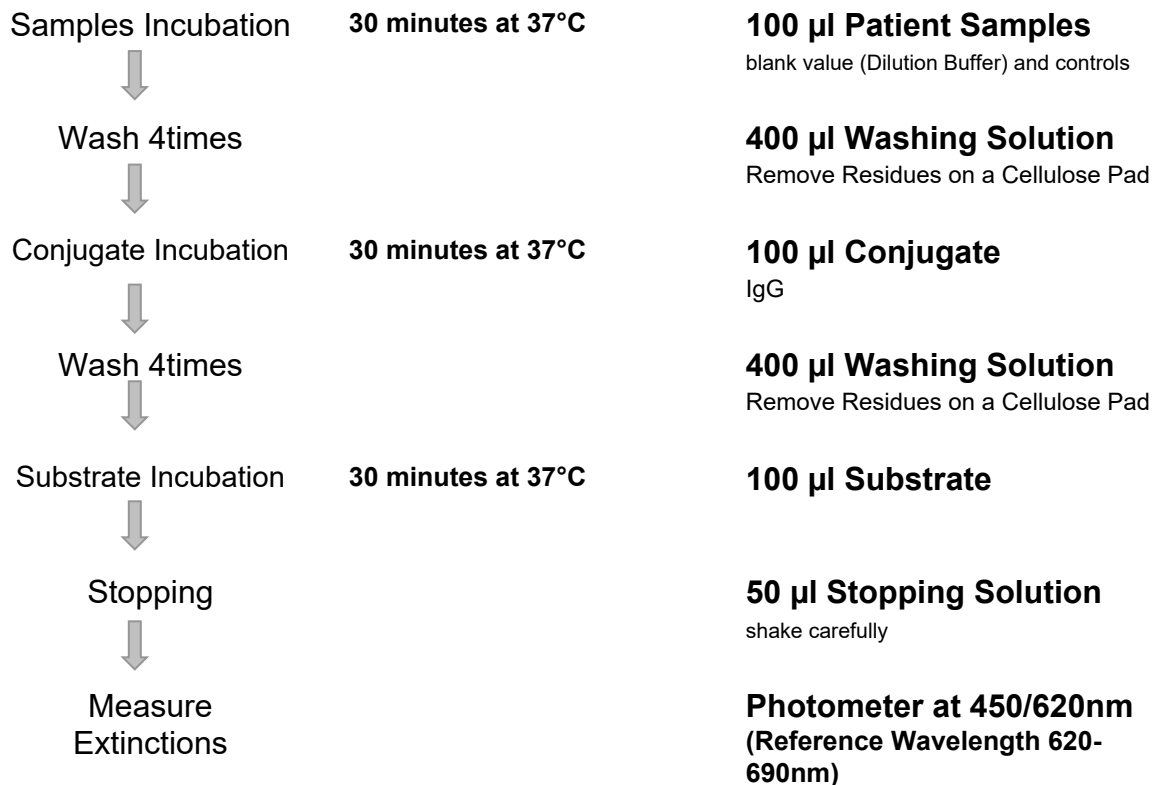 Samples Incubation 30 minutes at 37°C 100 µl Patient Samples
blank value (Dilution Buffer) and controls
Wash 4times 400 µl Washing Solution
Remove Residues on a Cellulose Pad
Conjugate Incubation 30 minutes at 37°C 100 µl Conjugate
IgG
Wash 4times 400 µl Washing Solution
Remove Residues on a Cellulose Pad
Substrate Incubation 30 minutes at 37°C 100 µl Substrate
Stopping 50 µl Stopping Solution
shake carefully
Measure Photometer at 450/620nm
Extinctions (Reference Wavelength 620-
690nm)